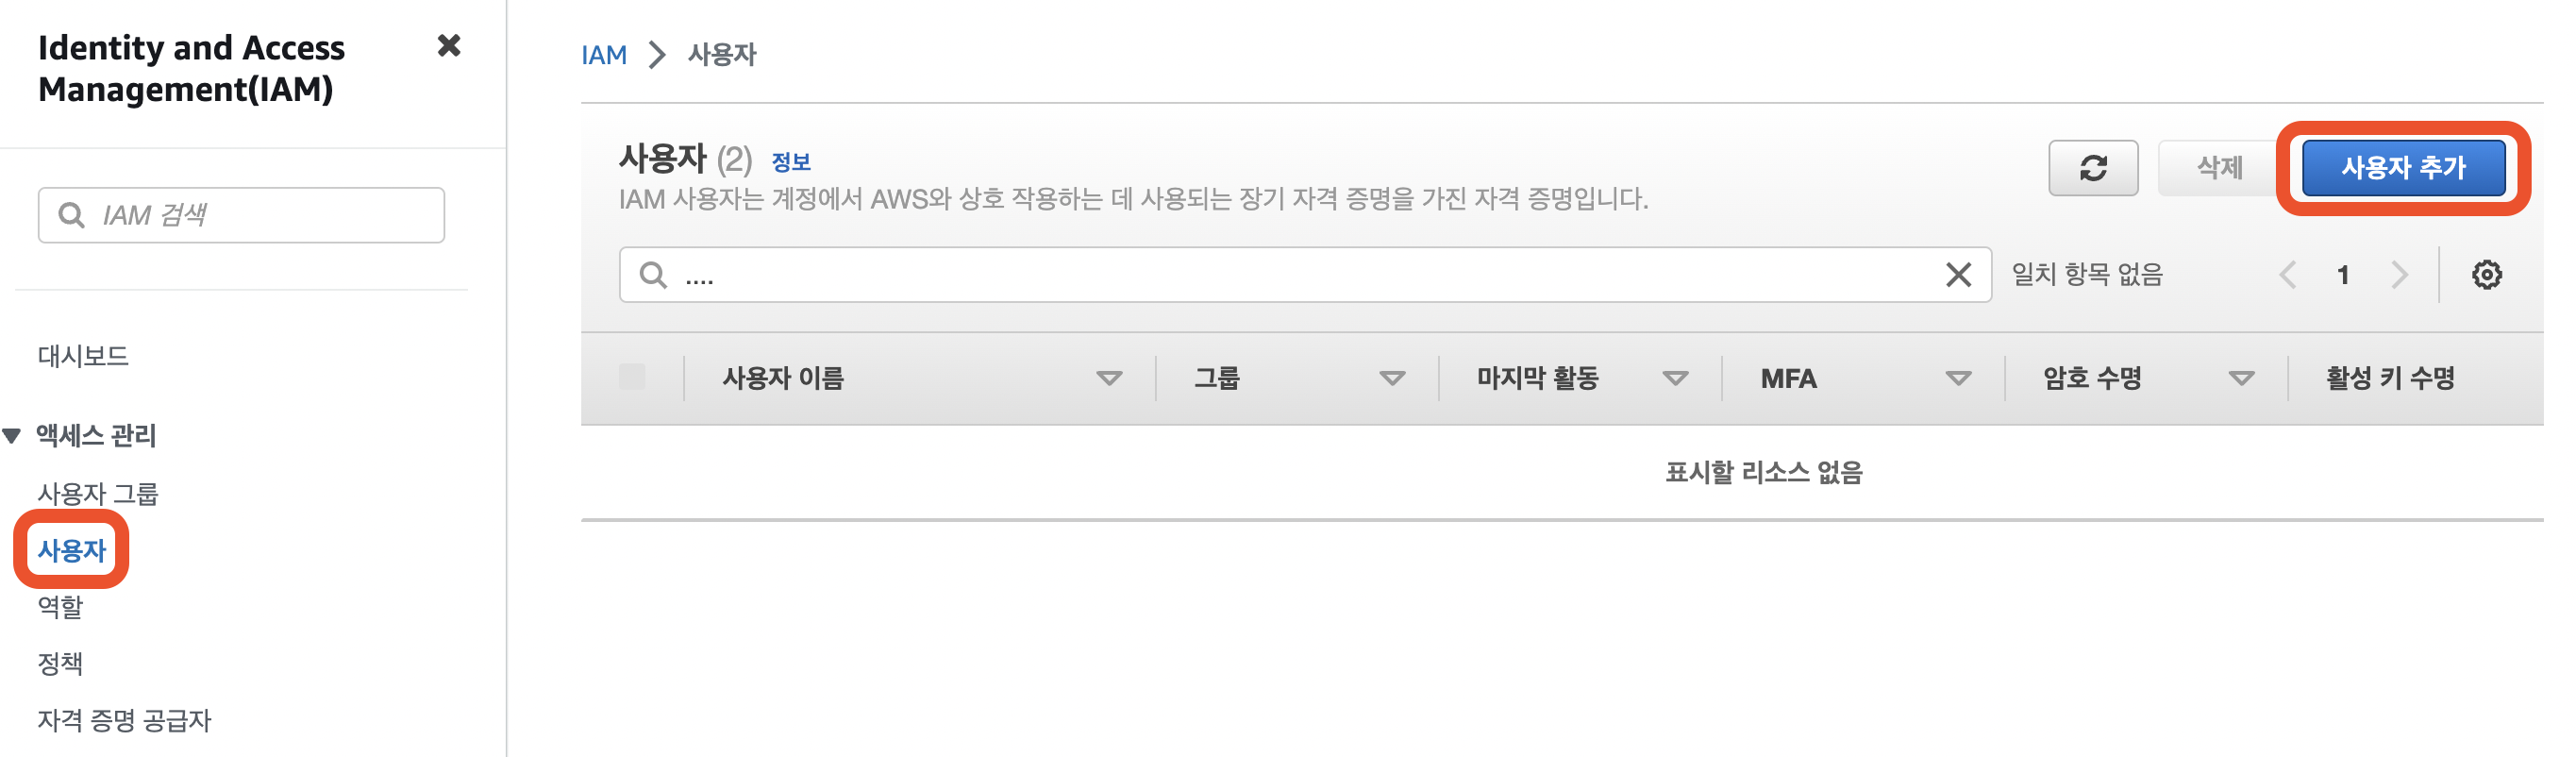 Identity and Access
Management(IAM)
IAM 검색
대시보드
액세스 관리
사용자 그룹
사용자
역할
정책
자격 증명 공급자
IAM > 사용자
사용자 (2) 정보
IAM 사용자는 계정에서 AWS와 상호 작용하는 데 사용되는 장기 자격 증명을 가진 자격 증명입니다.
삭제
사용자 추가
....
일치 항목 없음
1
사용자 이름 그룹 마지막 활동 MFA 암호 수명 활성 키 수명
표시할 리소스 없음